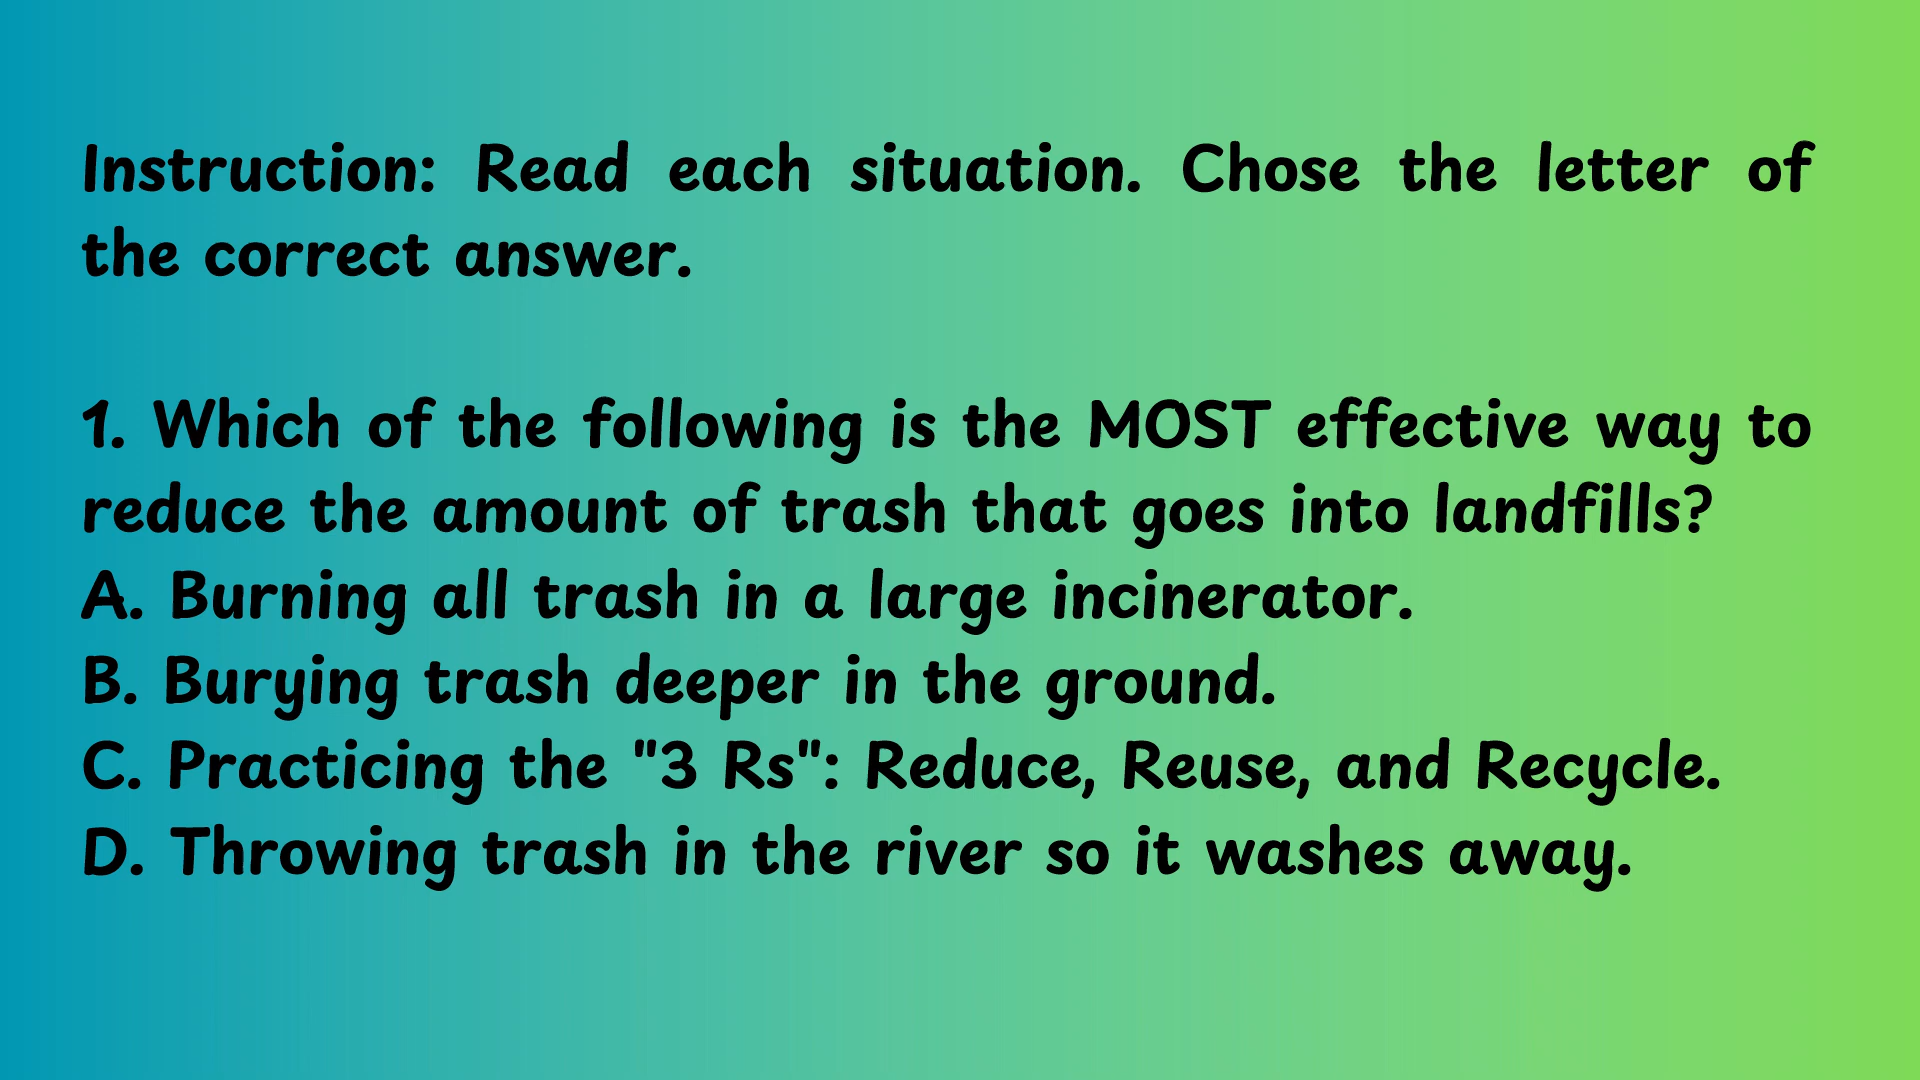 Instruction: Read each situation. Chose the letter of
the correct answer.
1. Which of the following is the MOST effective way to
reduce the amount of trash that goes into landfills?
A. Burning all trash in a large incinerator.
B. Burying trash deeper in the ground.
C. Practicing the "3 Rs": Reduce, Reuse, and Recycle.
D. Throwing trash in the river so it washes away.